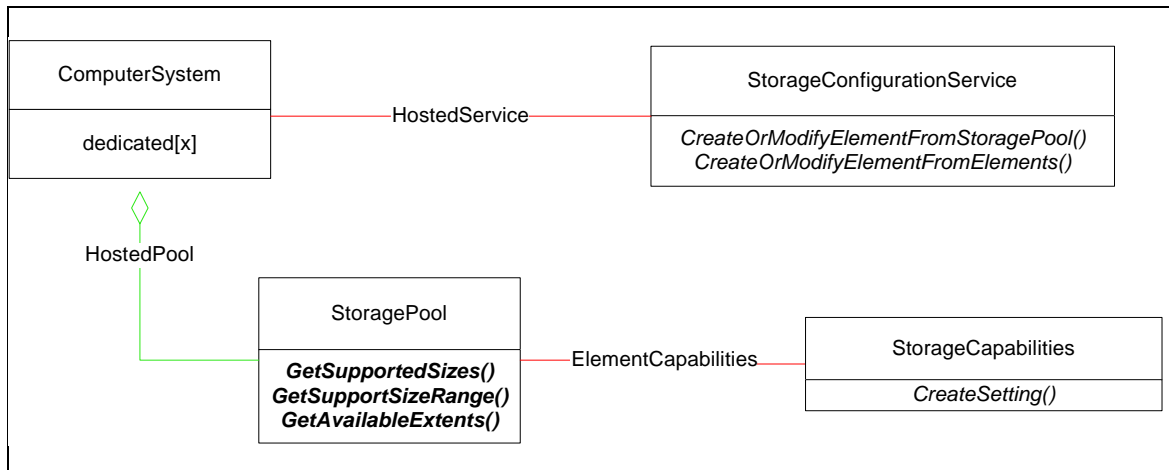 ComputerSystem
dedicated[x]
HostedService
StorageConfigurationService
CreateOrModifyElementFromStoragePool()
CreateOrModifyElementFromElements()
HostedPool
StoragePool
GetSupportedSizes()
GetSupportSizeRange()
GetAvailableExtents()
ElementCapabilities
StorageCapabilities
CreateSetting()